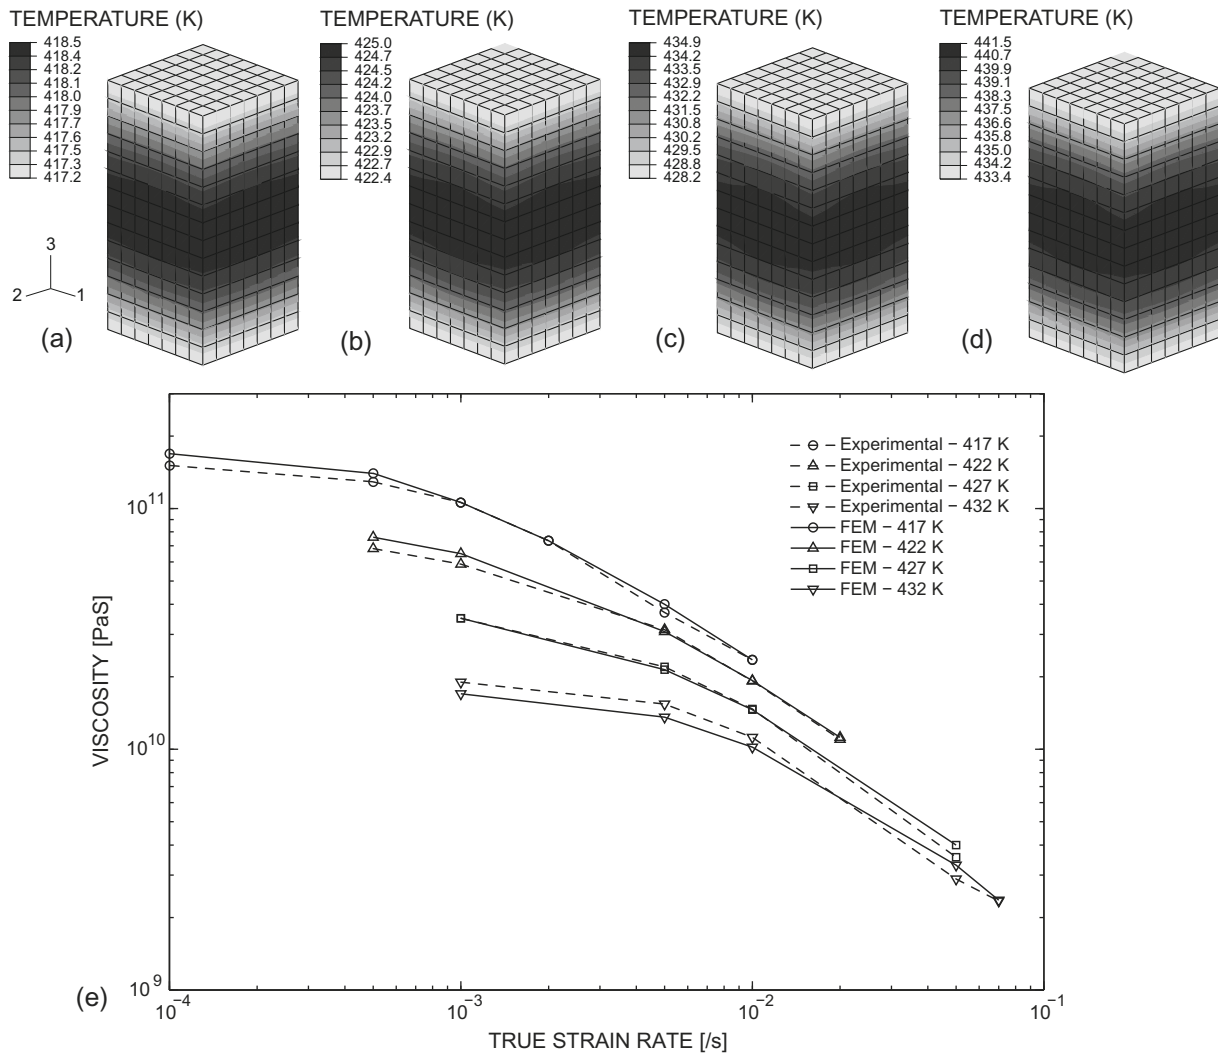 TEMPERATURE (K)
418.5
418.4
418.2
418.1
418.0
417.9
417.7
417.6
417.5
417.3
417.2
TEMPERATURE (K)
425.0
424.7
424.5
424.2
424.0
423.7
423.5
423.2
422.9
422.7
422.4
TEMPERATURE (K)
434.9
434.2
433.5
432.9
432.2
431.5
430.8
430.2
429.5
428.8
428.2
TEMPERATURE (K)
441.5
440.7
439.9
439.1
438.3
437.5
436.6
435.8
435.0
434.2
433.4
3
2
1
(a)
(b)
(c)
(d)
Experimental − 417 K
Experimental − 422 K
Experimental − 427 K
Experimental − 432 K
FEM − 417 K
FEM − 422 K
FEM − 427 K
FEM − 432 K
VISCOSITY [PaS]
10^11
10^10
10^9
(e)
10^−4
10^−3
10^−2
10^−1
TRUE STRAIN RATE [/s]